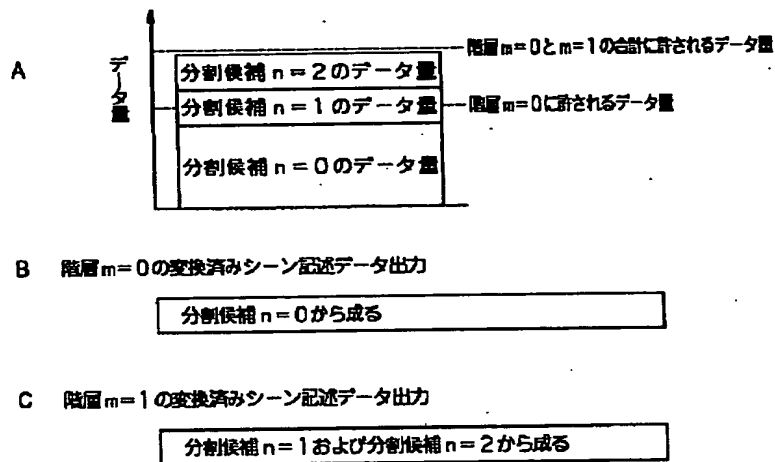 A
データ量
階層m=0とm=1の合計に許されるデータ量
分割候補n=2のデータ量
分割候補n=1のデータ量
階層m=0に許されるデータ量
分割候補n=0のデータ量
B 階層m=0の変換済みシーン記述データ出力
分割候補n=0から成る
C 階層m=1の変換済みシーン記述データ出力
分割候補n=1および分割候補n=2から成る